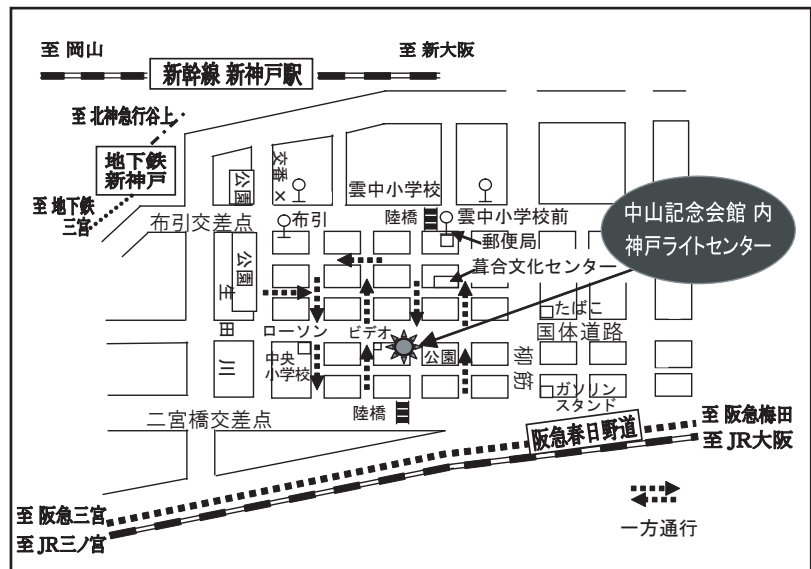 至 岡山
至 新大阪
新幹線 新神戸駅
至 北神急行谷上
地下鉄
新神戸
至 地下鉄
三宮
公園
交番 ×
雲中小学校
布引交差点
布引
陸橋
雲中小学校前
郵便局
中山記念会館 内
神戸ライトセンター
公園
葺合文化センター
生田川
たばこ
ローソン
ビデオ
国体道路
中央
小学校
公園
柳筋
ガソリン
スタンド
二宮橋交差点
陸橋
阪急春日野道
至 阪急梅田
至 JR大阪
至 阪急三宮
至 JR三ノ宮
一方通行